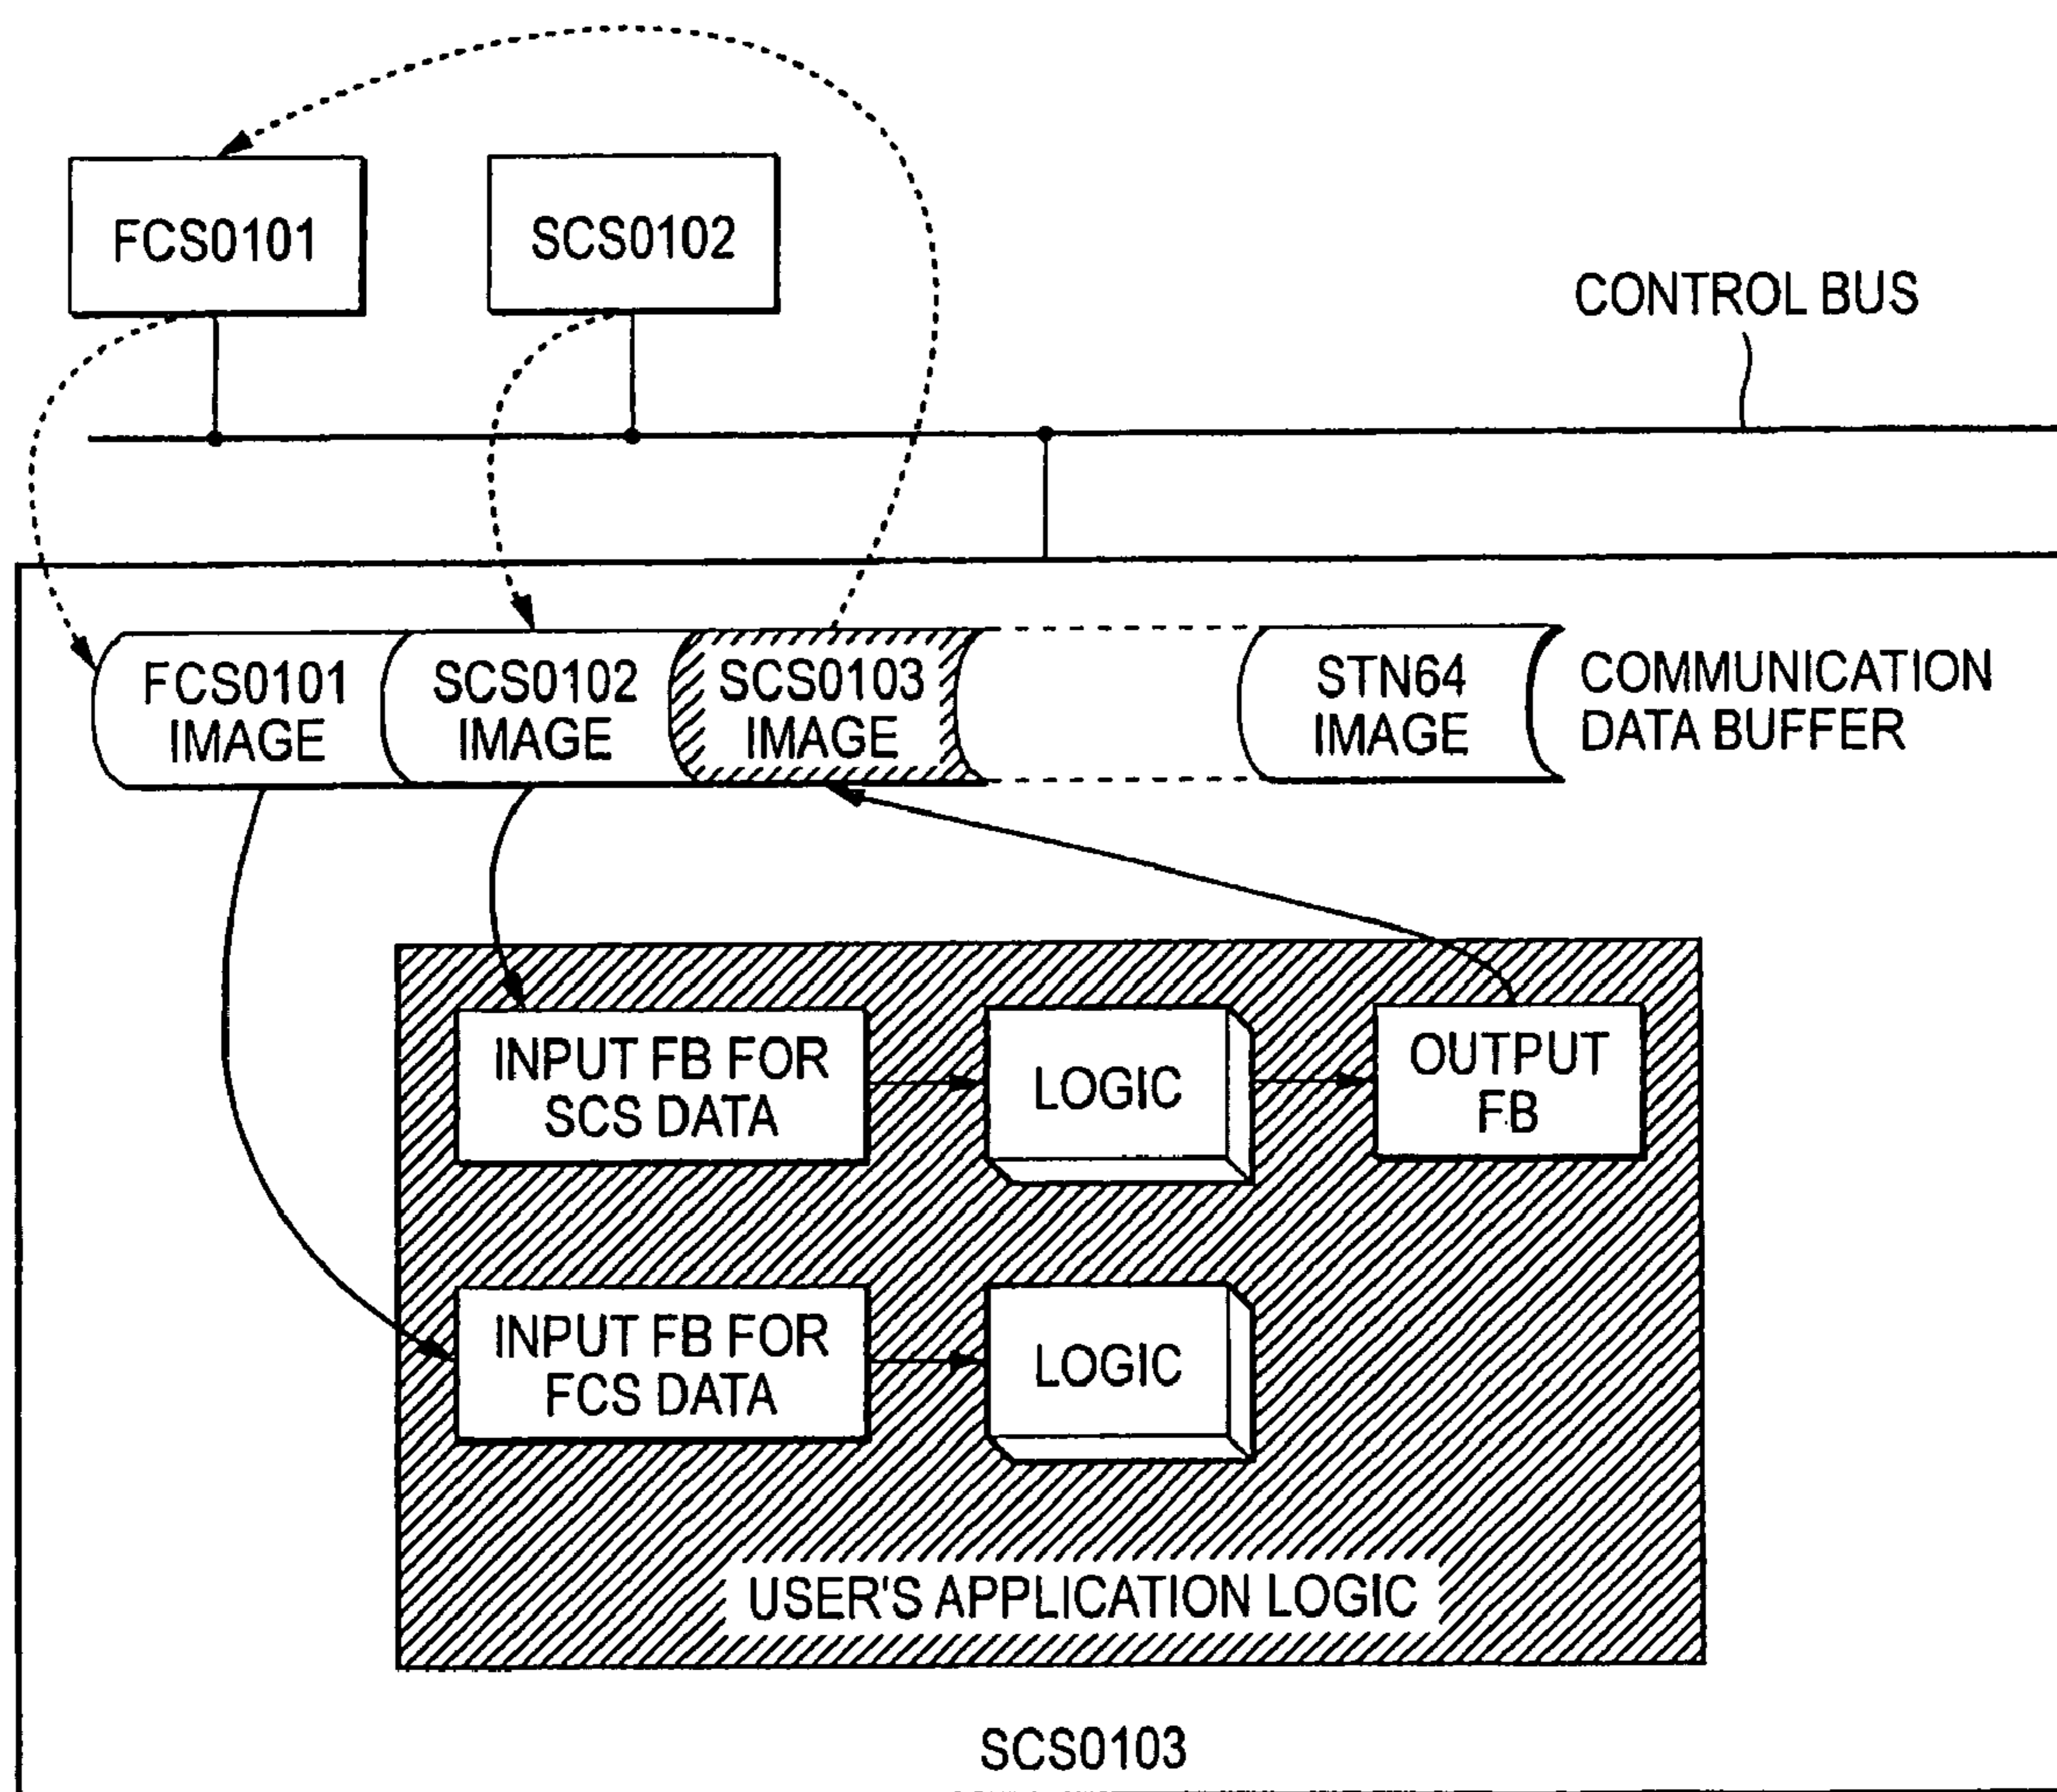 FCS0101
SCS0102
CONTROL BUS
FCS0101
IMAGE
SCS0102
IMAGE
SCS0103
IMAGE
STN64
IMAGE
COMMUNICATION
DATA BUFFER
INPUT FB FOR
SCS DATA
LOGIC
OUTPUT
FB
INPUT FB FOR
FCS DATA
LOGIC
USER'S APPLICATION LOGIC
SCS0103